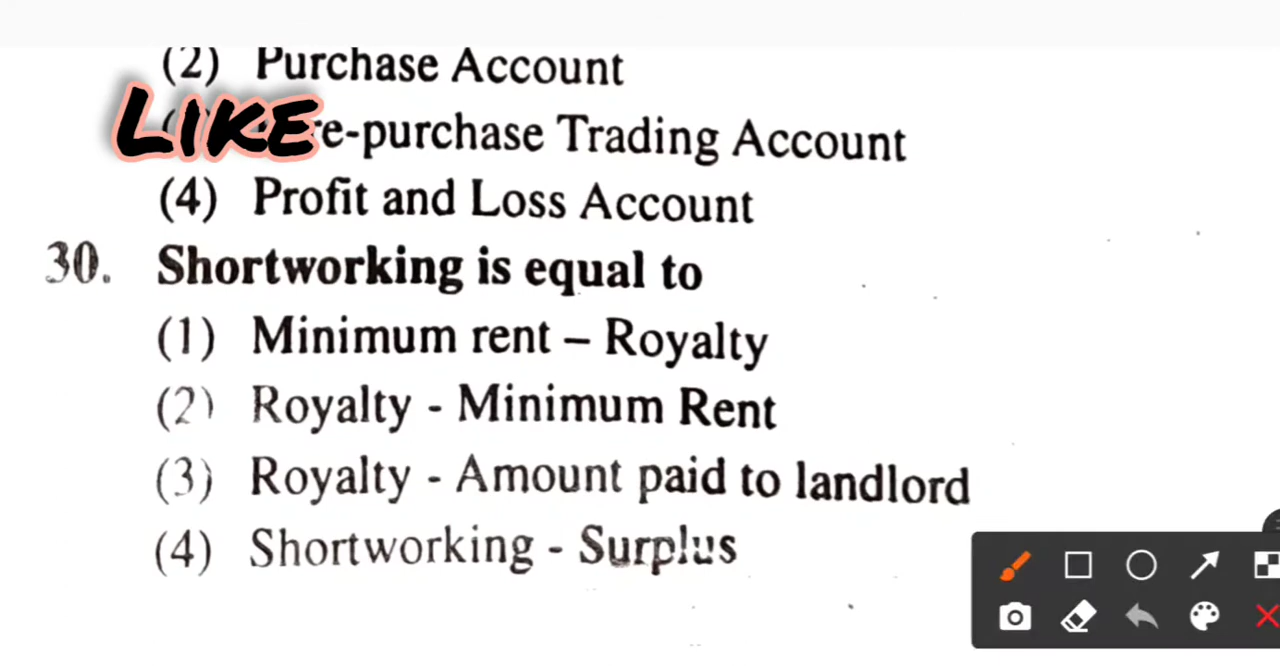 (2) Purchase Account
LIKE e-purchase Trading Account
(4) Profit and Loss Account
30. Shortworking is equal to
(1) Minimum rent – Royalty
(2) Royalty - Minimum Rent
(3) Royalty - Amount paid to landlord
(4) Shortworking - Surplus